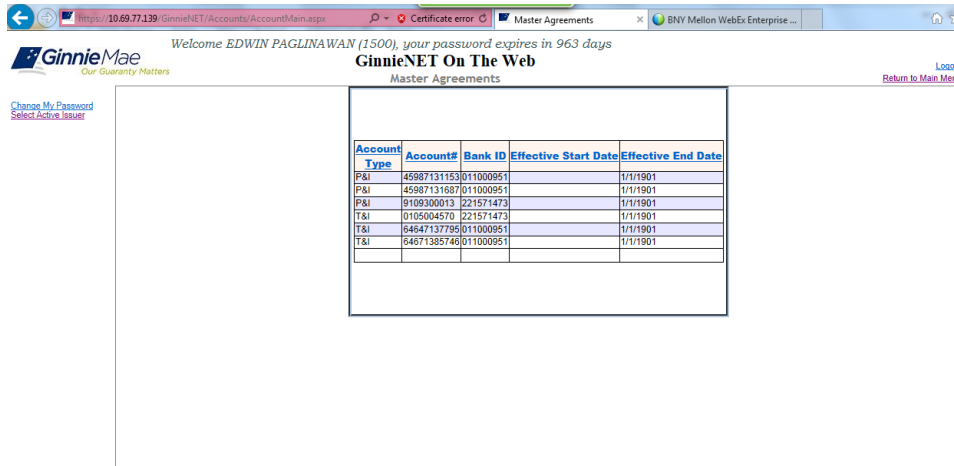 https://10.69.77.139/GinnieNET/Accounts/AccountMain.aspx Certificate error Master Agreements BNY Mellon WebEx Enterprise ...
Welcome EDWIN PAGLINAWAN (1500), your password expires in 963 days
GinnieMae
Our Guaranty Matters
GinnieNET On The Web
Master Agreements
Return to Main
Change My Password
Select Active Issuer
Account Type Account# Bank ID Effective Start Date Effective End Date
P&I 45987131153 011000951 1/1/1901
P&I 45987131687 011000951 1/1/1901
P&I 9109300013 221571473 1/1/1901
T&I 0105004570 221571473 1/1/1901
T&I 64647137795 011000951 1/1/1901
T&I 64671385746 011000951 1/1/1901